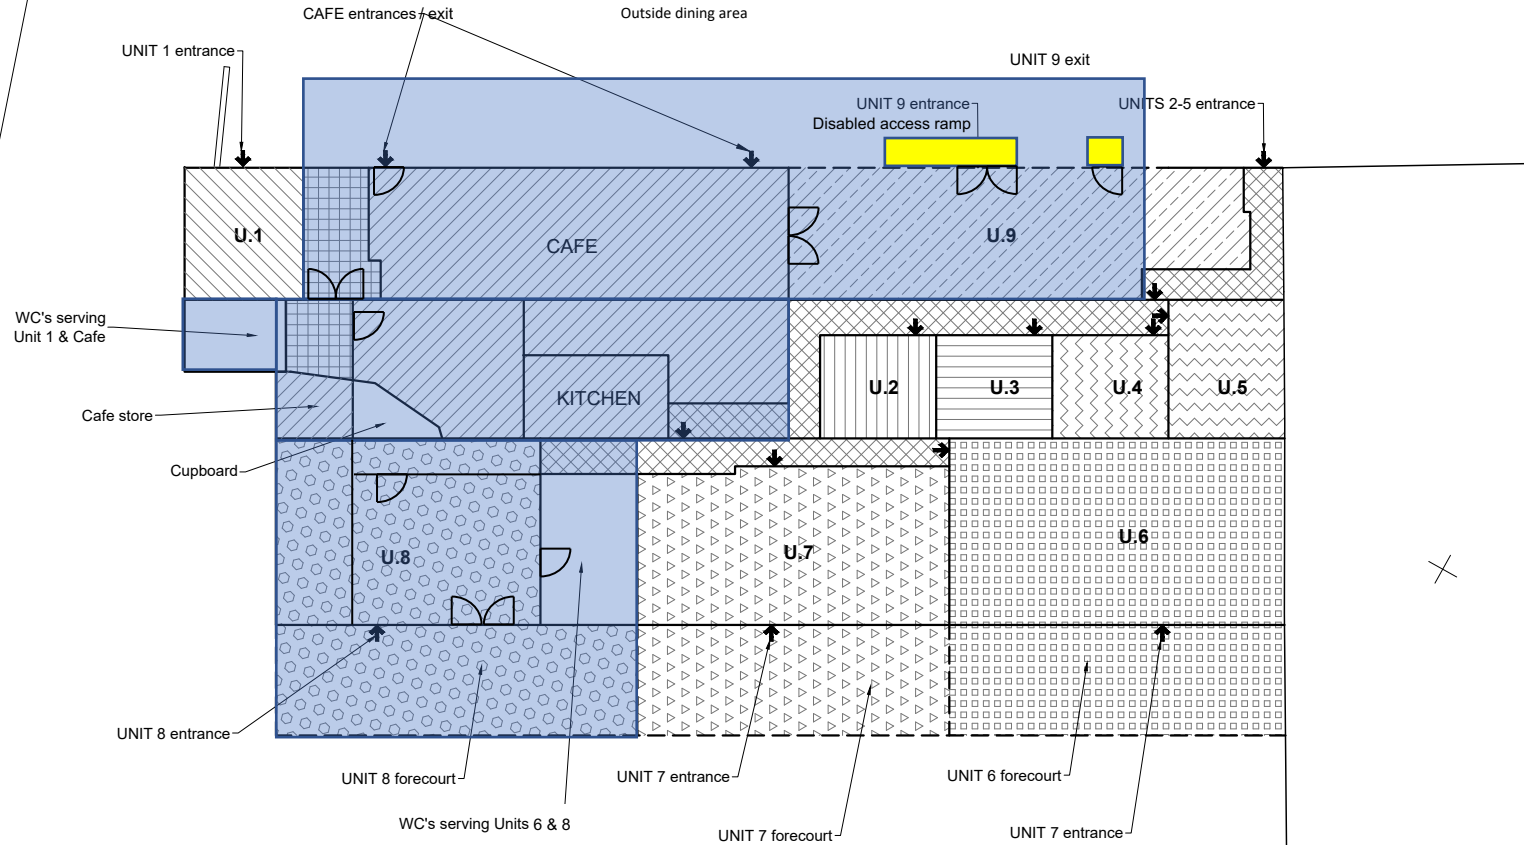 CAFE entrances / exit
Outside dining area
UNIT 1 entrance
UNIT 9 exit
UNIT 9 entrance
Disabled access ramp
UNITS 2-5 entrance
U.1
CAFE
U.9
WC's serving
Unit 1 & Cafe
Cafe store
Cupboard
KITCHEN
U.2
U.3
U.4
U.5
U.8
U.7
U.6
UNIT 8 entrance
UNIT 8 forecourt
WC's serving Units 6 & 8
UNIT 7 entrance
UNIT 7 forecourt
UNIT 6 forecourt
UNIT 7 entrance